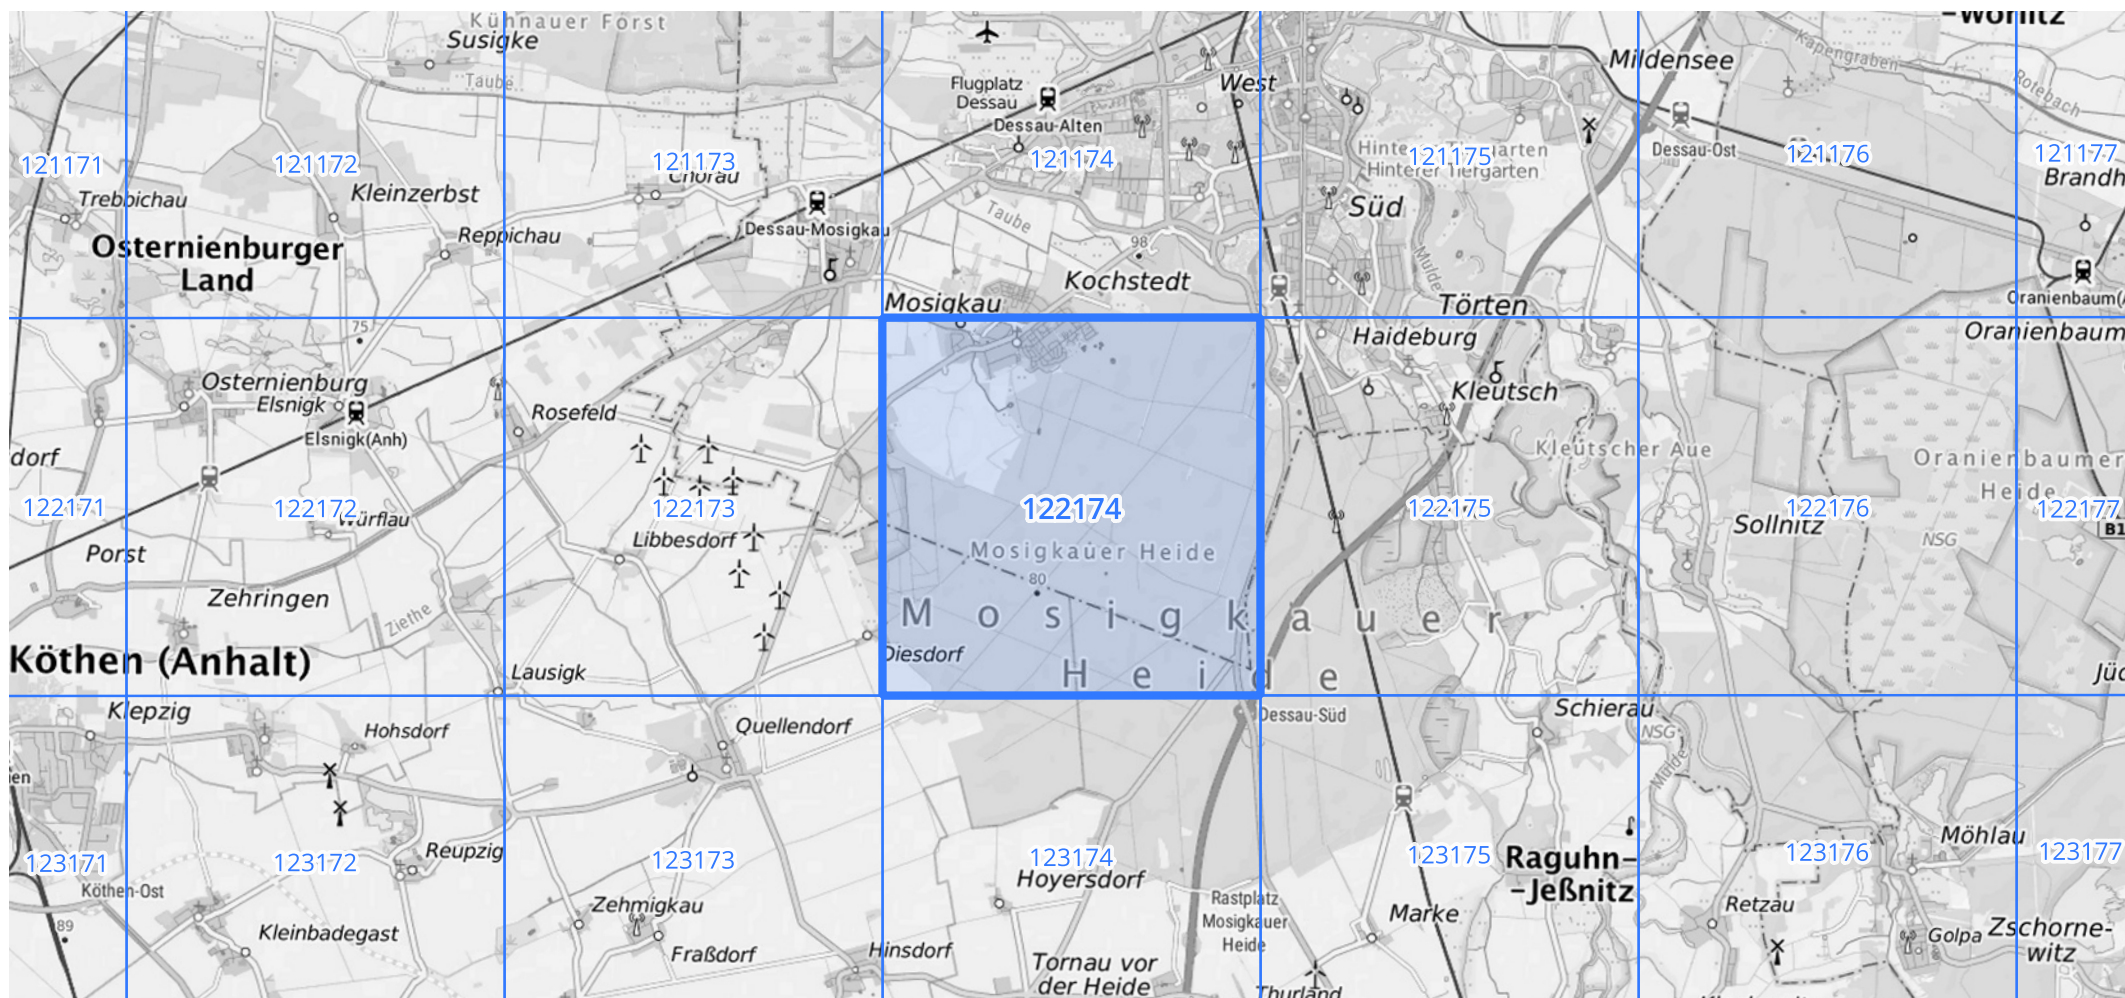 Kühnauer Forst
Susigke
Taube
-Worlitz
Mildensee
Kapengraben
Rotebach
Flugplatz
Dessau
West
Dessau-Alten
Dessau-Ost
121171
121172
121173
121174
121175
121176
121177
Hinterer Tiergarten
Chorau
Brandh
Trebbichau
Kleinzerbst
Süd
Taube
Dessau-Mosigkau
Reppichau
Osternienburger
Land
98
Mulde
Kochstedt
Mosigkau
Törten
Oranienbaum(A
75
Haideburg
Oranienbaum
Osternienburg
Elsnigk
Kleutsch
Rosefeld
Elsnigk(Anh)
Kleutscher Aue
Oranienbaumer
Heide
dorf
122171
122172
122173
122174
122175
122176
122177
Würflau
Sollnitz
B1
Libbesdorf
NSG
Porst
Mosigkauer Heide
80
Zehringen
Ziethe
Mosigkauer
Heide
Köthen (Anhalt)
Diesdorf
Lausigk
Jüd
Klepzig
Hohsdorf
Quellendorf
Dessau-Süd
Schierau
NSG
Mulde
en
Möhlau
123171
123172
123173
123174
123175
123176
123177
Reupzig
Raguhn-
-Jeßnitz
Köthen-Ost
Hoyersdorf
Rastplatz
Mosigkauer
Heide
Zehmigkau
Marke
Retzau
89
Kleinbadegast
Golpa
Zschorne-
witz
Fraßdorf
Hinsdorf
Tornau vor
der Heide
Thurland